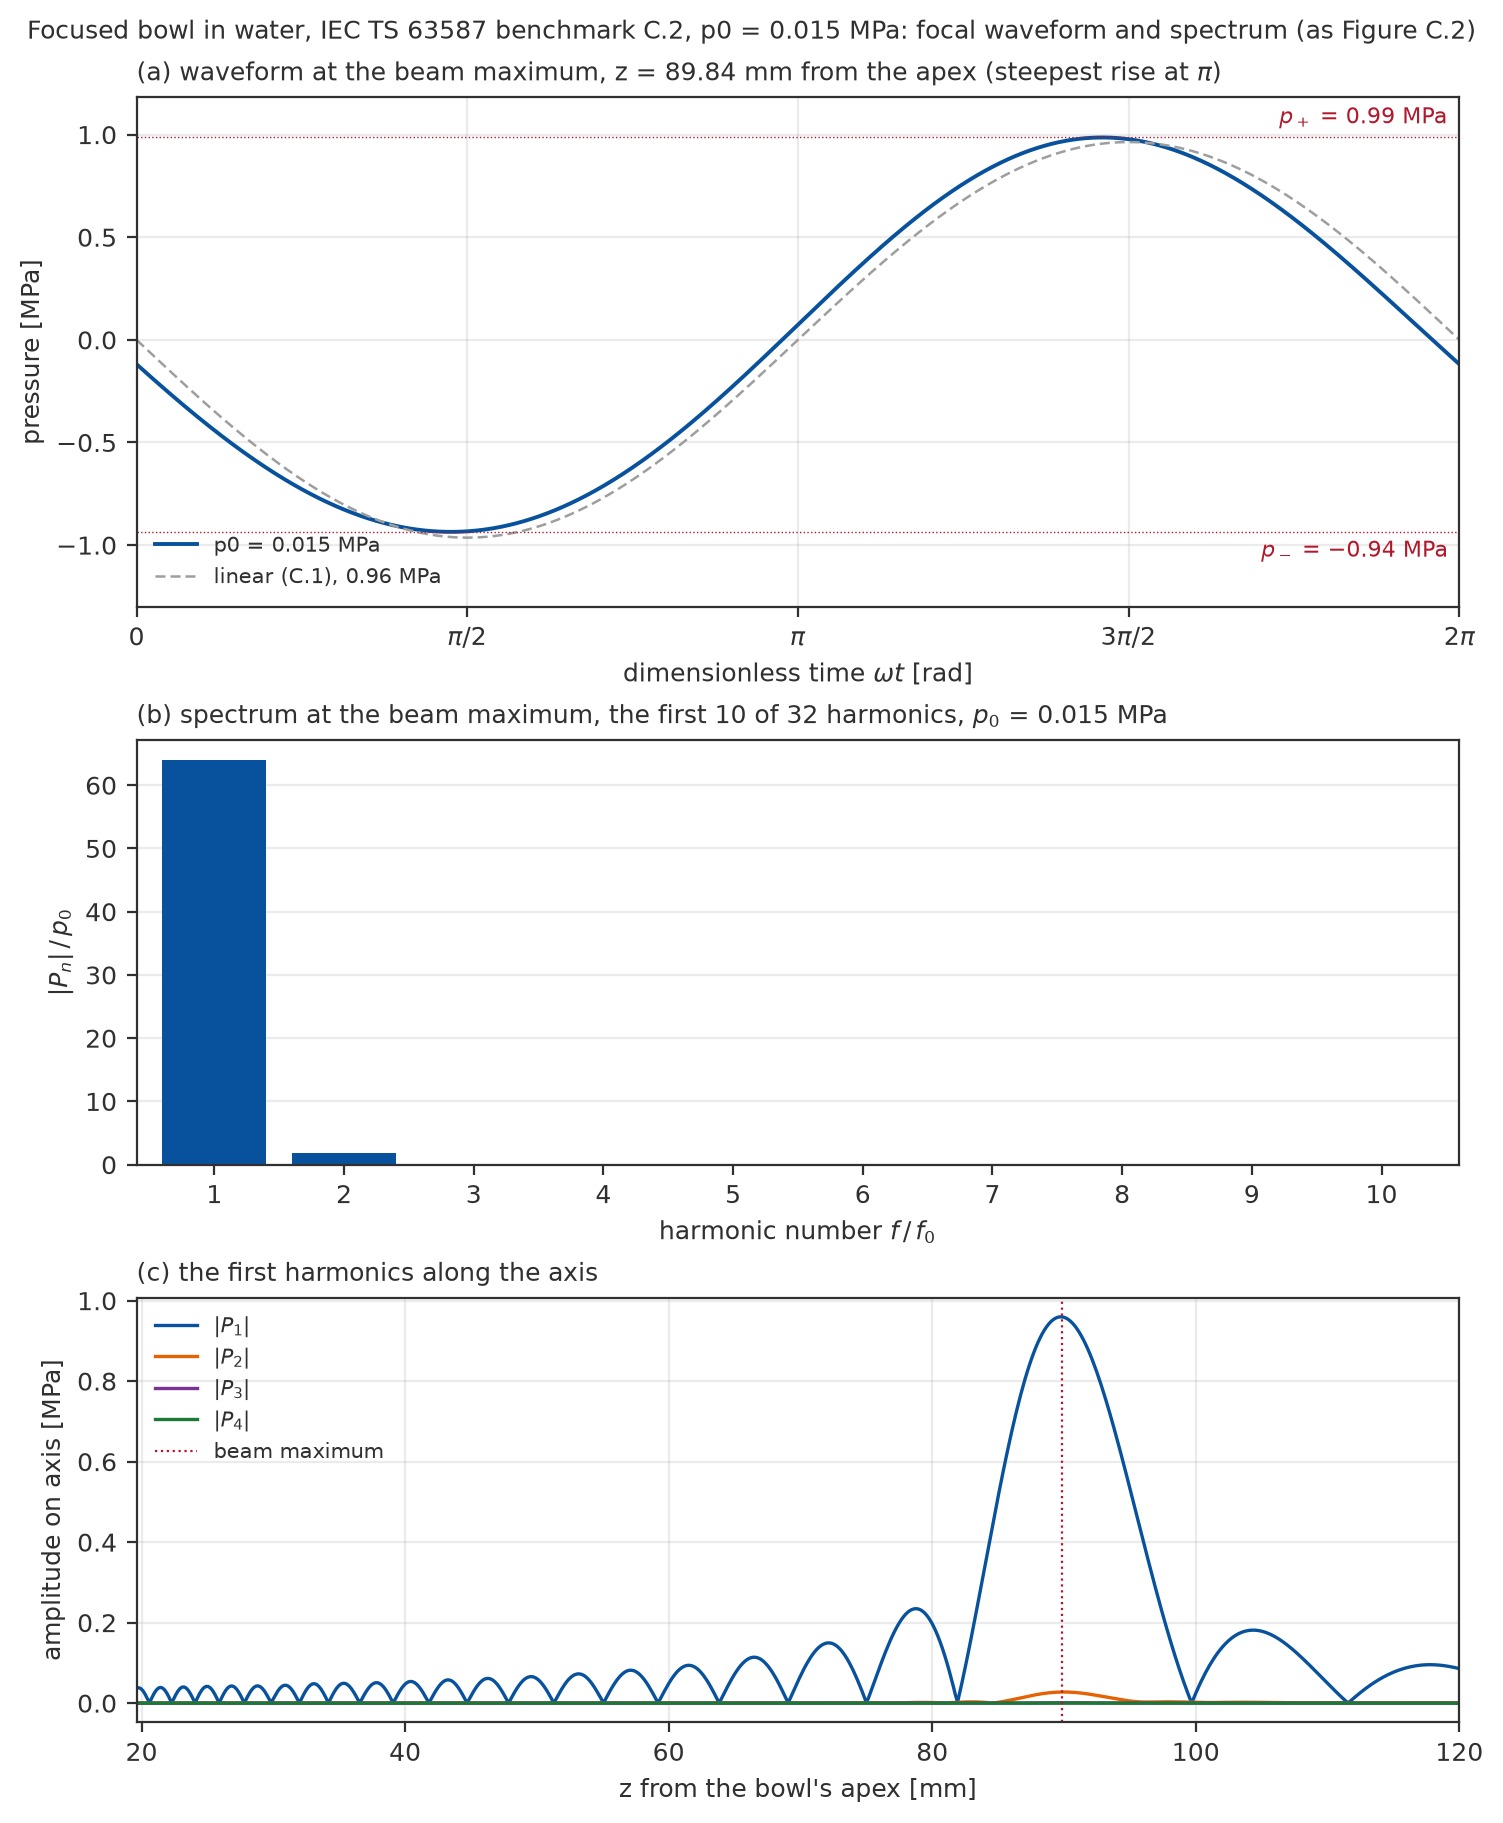 Focused bowl in water, IEC TS 63587 benchmark C.2, p0 = 0.015 MPa: focal waveform and spectrum (as Figure C.2)
(a) waveform at the beam maximum, z = 89.84 mm from the apex (steepest rise at π)
p₊ = 0.99 MPa
1.0
0.5
0.0
−0.5
−1.0
pressure [MPa]
p0 = 0.015 MPa
linear (C.1), 0.96 MPa
p₋ = −0.94 MPa
0 π/2 π 3π/2 2π
dimensionless time ωt [rad]
(b) spectrum at the beam maximum, the first 10 of 32 harmonics, p₀ = 0.015 MPa
60
50
40
30
20
10
0
|Pₙ| / p₀
1 2 3 4 5 6 7 8 9 10
harmonic number f / f₀
(c) the first harmonics along the axis
1.0
0.8
0.6
0.4
0.2
0.0
amplitude on axis [MPa]
|P₁|
|P₂|
|P₃|
|P₄|
beam maximum
20 40 60 80 100 120
z from the bowl's apex [mm]